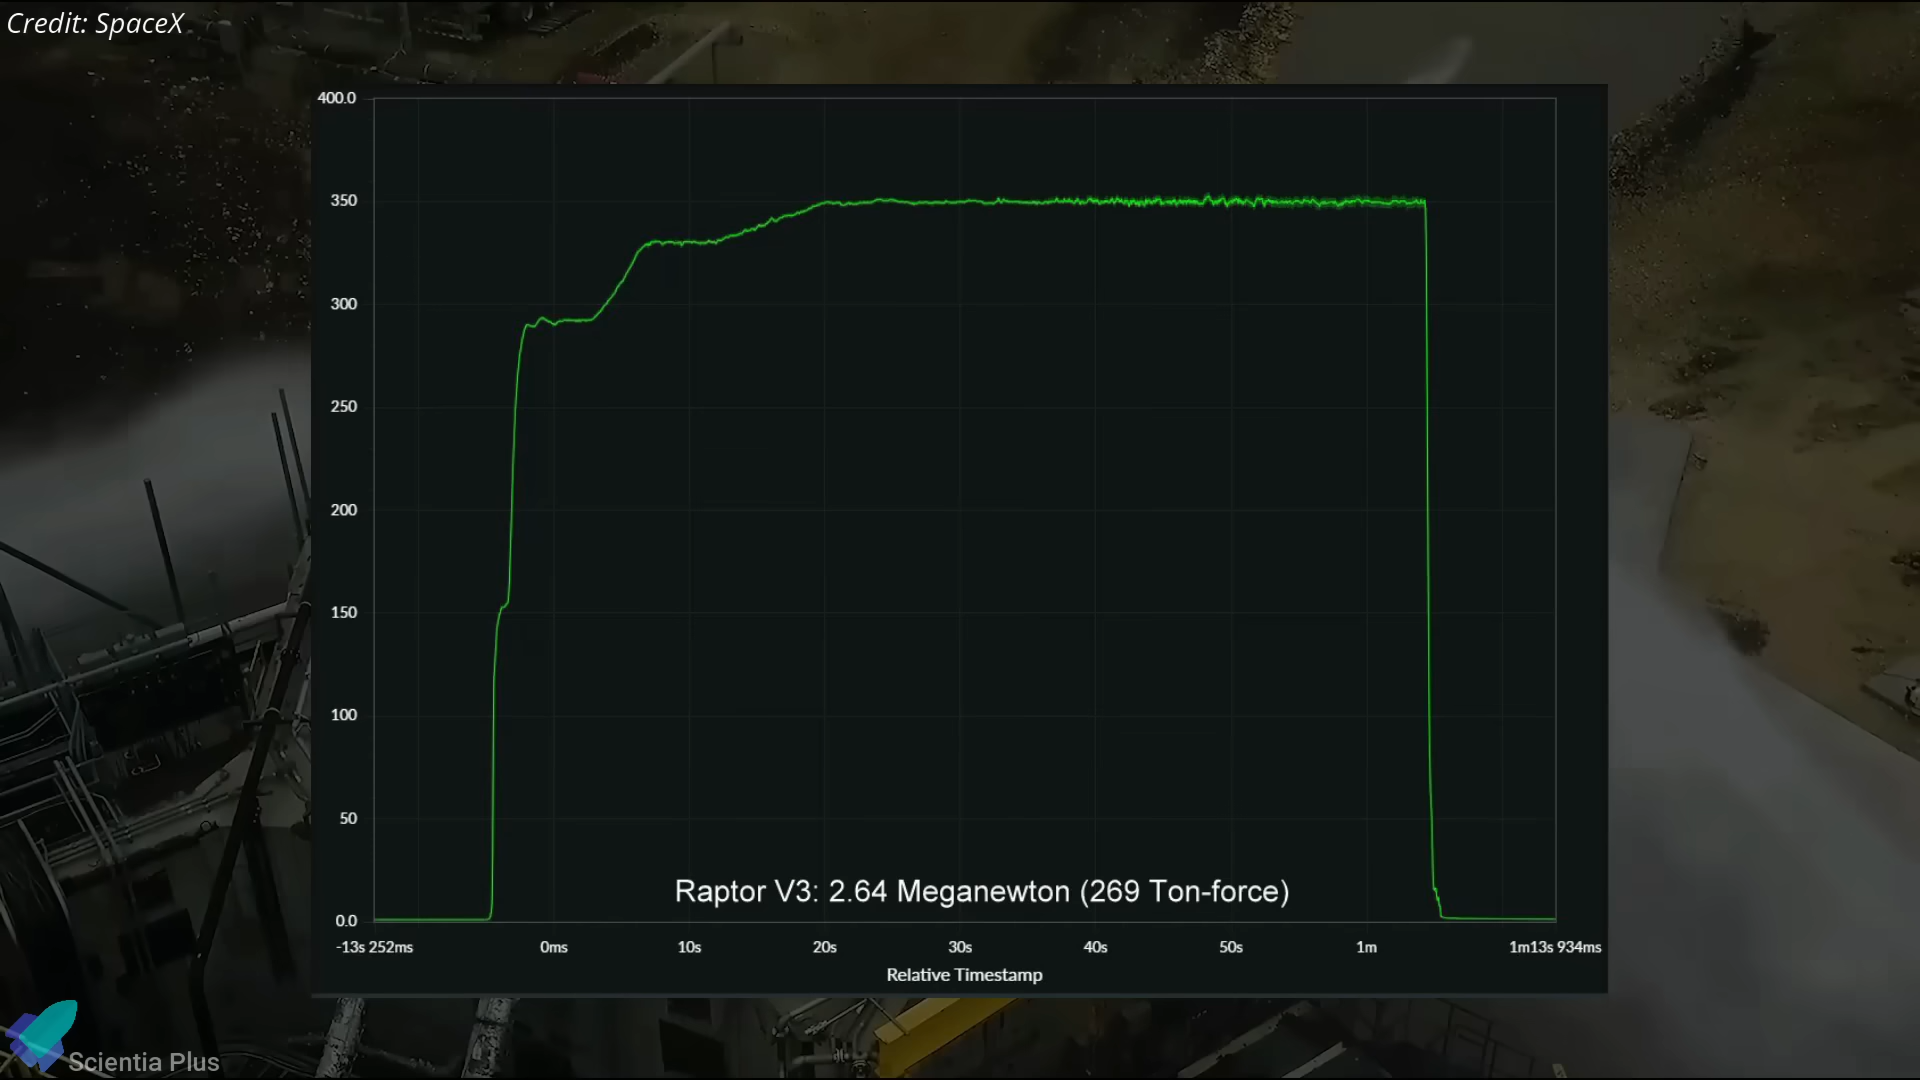 Credit: SpaceX
400.0
350
300
250
200
150
100
50
0.0
Raptor V3: 2.64 Meganewton (269 Ton-force)
-13s 252ms 0ms 10s 20s 30s 40s 50s 1m 1m13s 934ms
Relative Timestamp
Scientia Plus